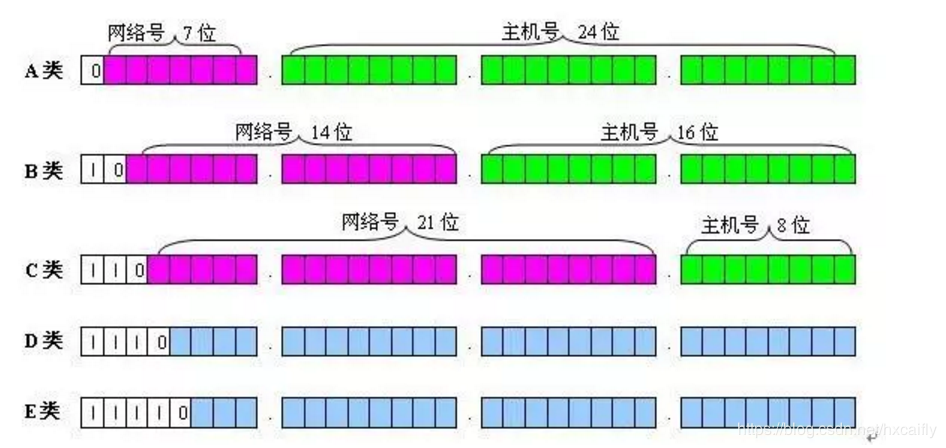 网络号 7 位 主机号 24 位
A 类 0 . . .
网络号 14 位 主机号 16 位
B 类 1 0 . . .
网络号 21 位 主机号 8 位
C 类 1 1 0 . . .
D 类 1 1 1 0 . . .
E 类 1 1 1 1 0 . . .
https://blog.csdn.net/hxcailly